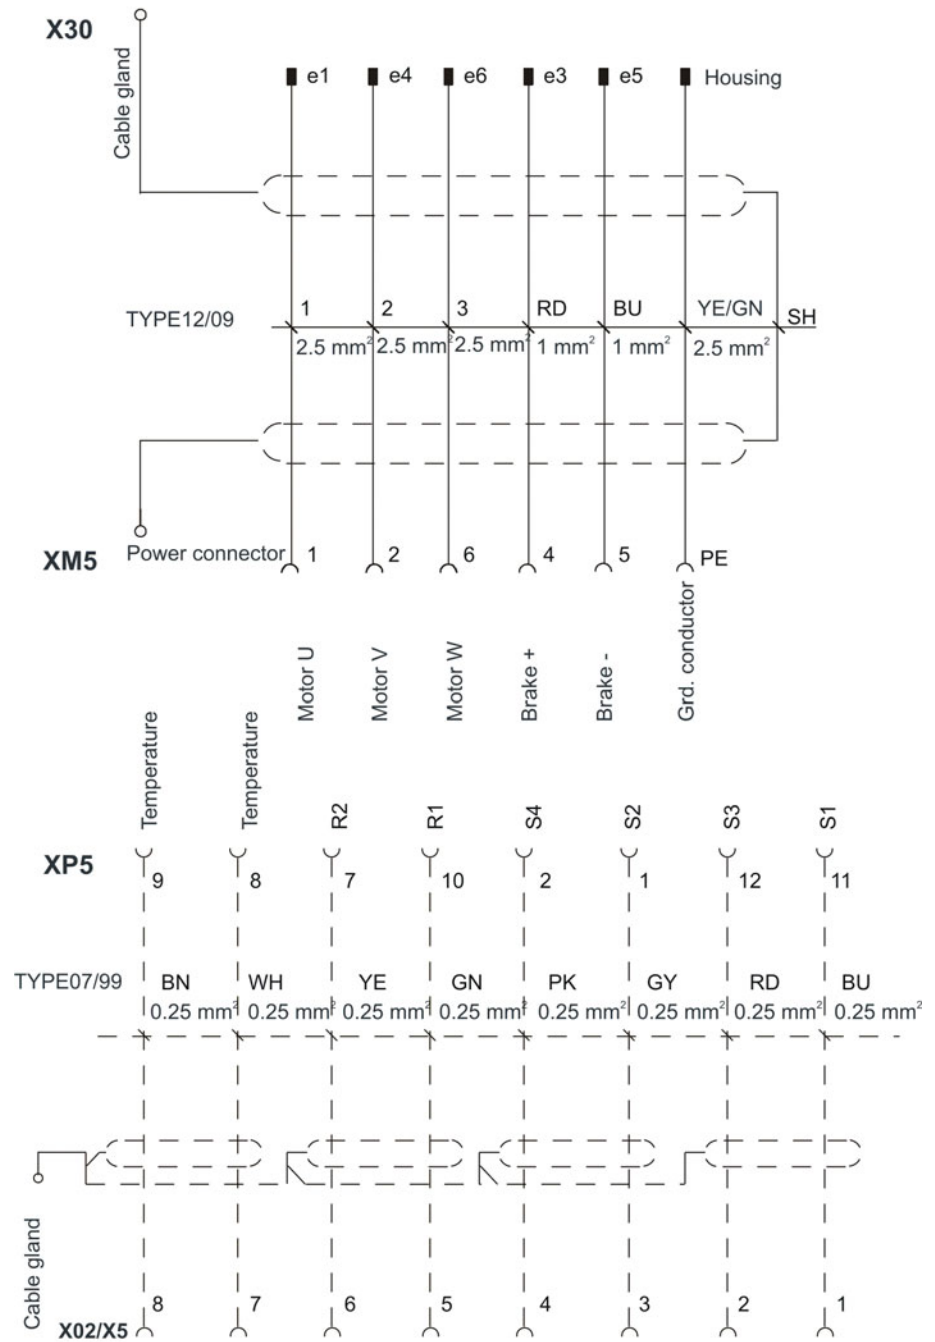 X30
Cable gland
e1 e4 e6 e3 e5 Housing
TYPE12/09
1 2 3 RD BU YE/GN SH
2.5 mm² 2.5 mm² 2.5 mm² 1 mm² 1 mm² 2.5 mm²
XM5 Power connector 1 2 6 4 5 PE
Motor U
Motor V
Motor W
Brake +
Brake -
Grd. conductor
Temperature
Temperature
R2
R1
S4
S2
S3
S1
XP5
9 8 7 10 2 1 12 11
TYPE07/99 BN WH YE GN PK GY RD BU
0.25 mm² 0.25 mm² 0.25 mm² 0.25 mm² 0.25 mm² 0.25 mm² 0.25 mm² 0.25 mm²
Cable gland
8 7 6 5 4 3 2 1
X02/X5